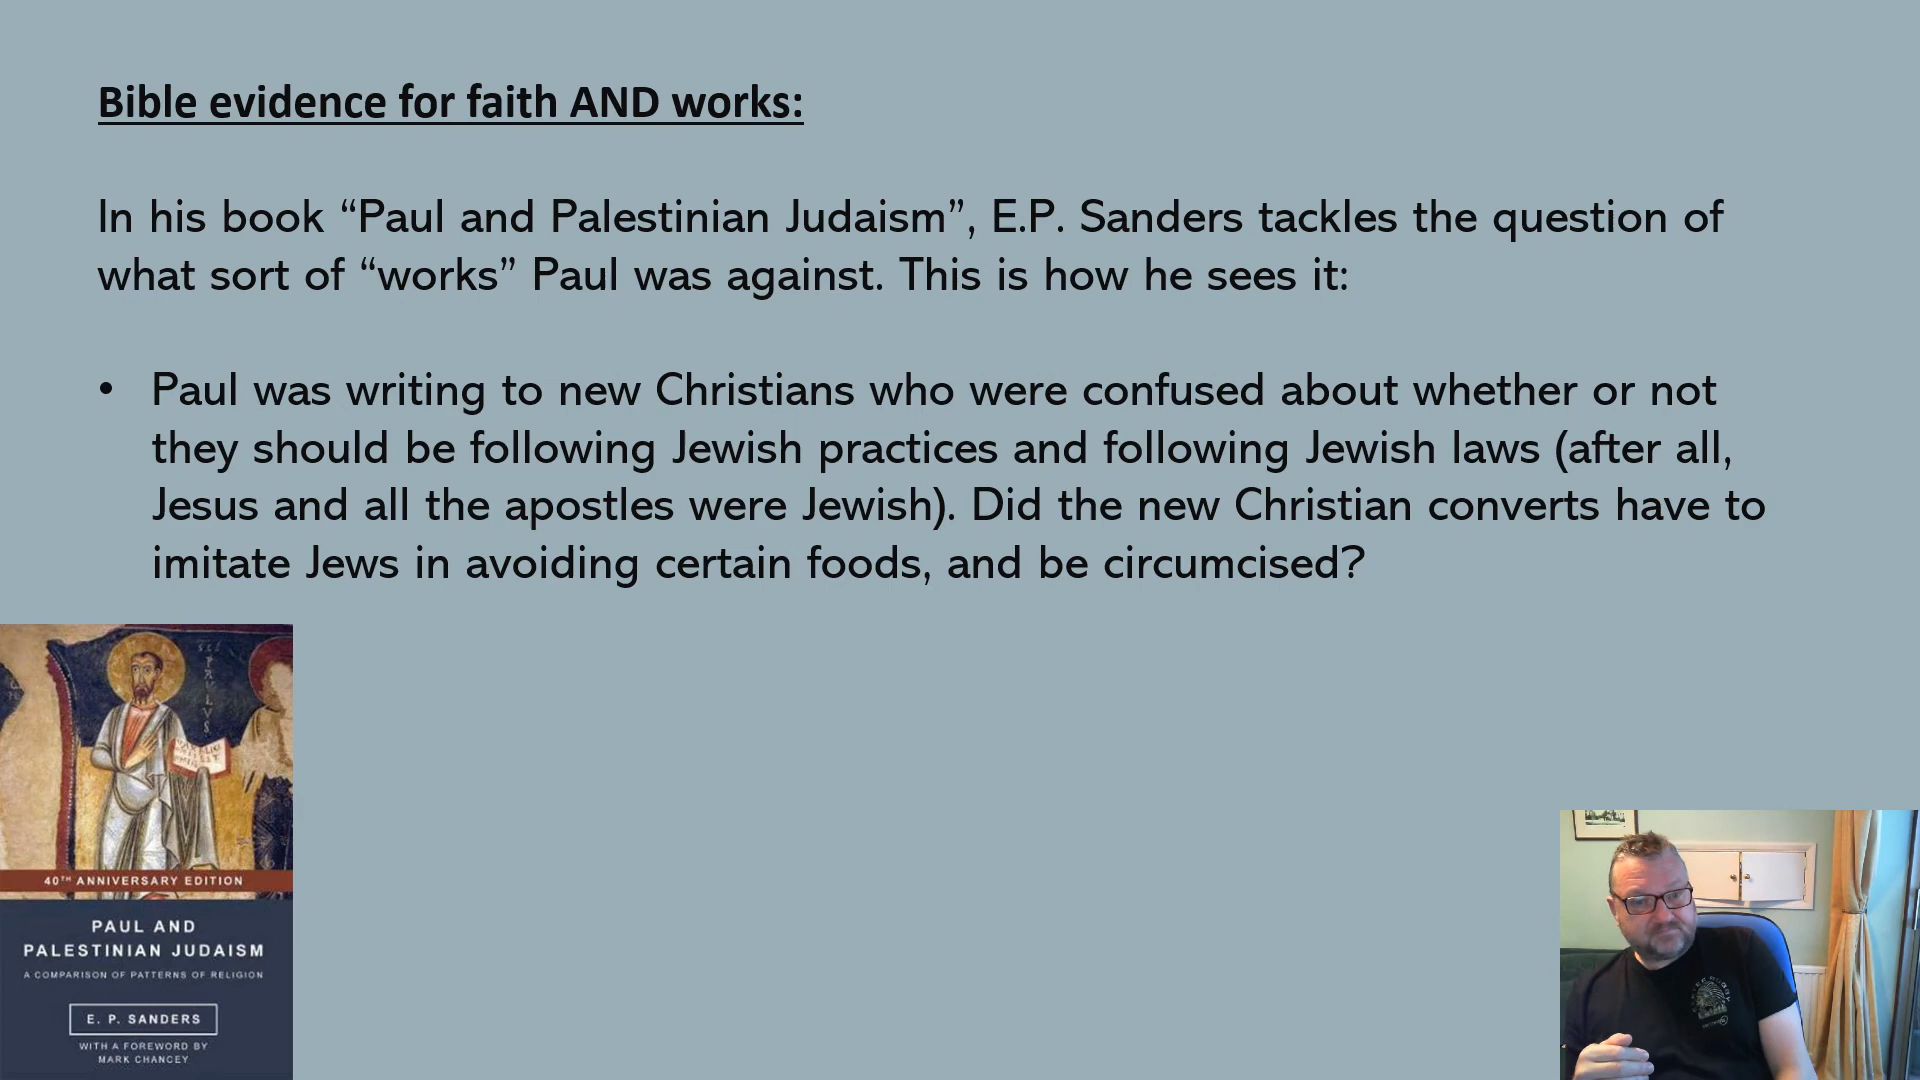 Bible evidence for faith AND works:
In his book “Paul and Palestinian Judaism”, E.P. Sanders tackles the question of
what sort of “works” Paul was against. This is how he sees it:
• Paul was writing to new Christians who were confused about whether or not
they should be following Jewish practices and following Jewish laws (after all,
Jesus and all the apostles were Jewish). Did the new Christian converts have to
imitate Jews in avoiding certain foods, and be circumcised?
PAVLVS
40TH ANNIVERSARY EDITION
PAUL AND
PALESTINIAN JUDAISM
A COMPARISON OF PATTERNS OF RELIGION
E. P. SANDERS
WITH A FOREWORD BY
MARK CHANCEY